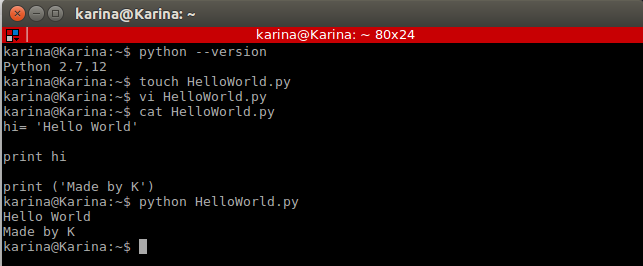 karina@Karina: ~
karina@Karina: ~ 80x24
karina@Karina:~$ python --version
Python 2.7.12
karina@Karina:~$ touch HelloWorld.py
karina@Karina:~$ vi HelloWorld.py
karina@Karina:~$ cat HelloWorld.py
hi= 'Hello World'
print hi
print ('Made by K')
karina@Karina:~$ python HelloWorld.py
Hello World
Made by K
karina@Karina:~$